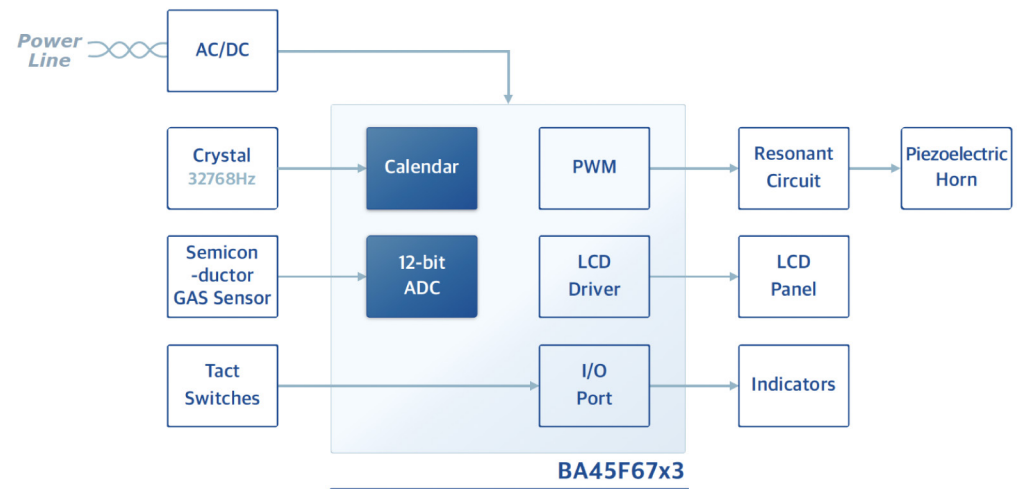 Power
Line
AC/DC
Crystal
32768Hz
Calendar
PWM
Resonant
Circuit
Piezoelectric
Horn
Semicon
-ductor
GAS Sensor
12-bit
ADC
LCD
Driver
LCD
Panel
Tact
Switches
I/O
Port
Indicators
BA45F67x3